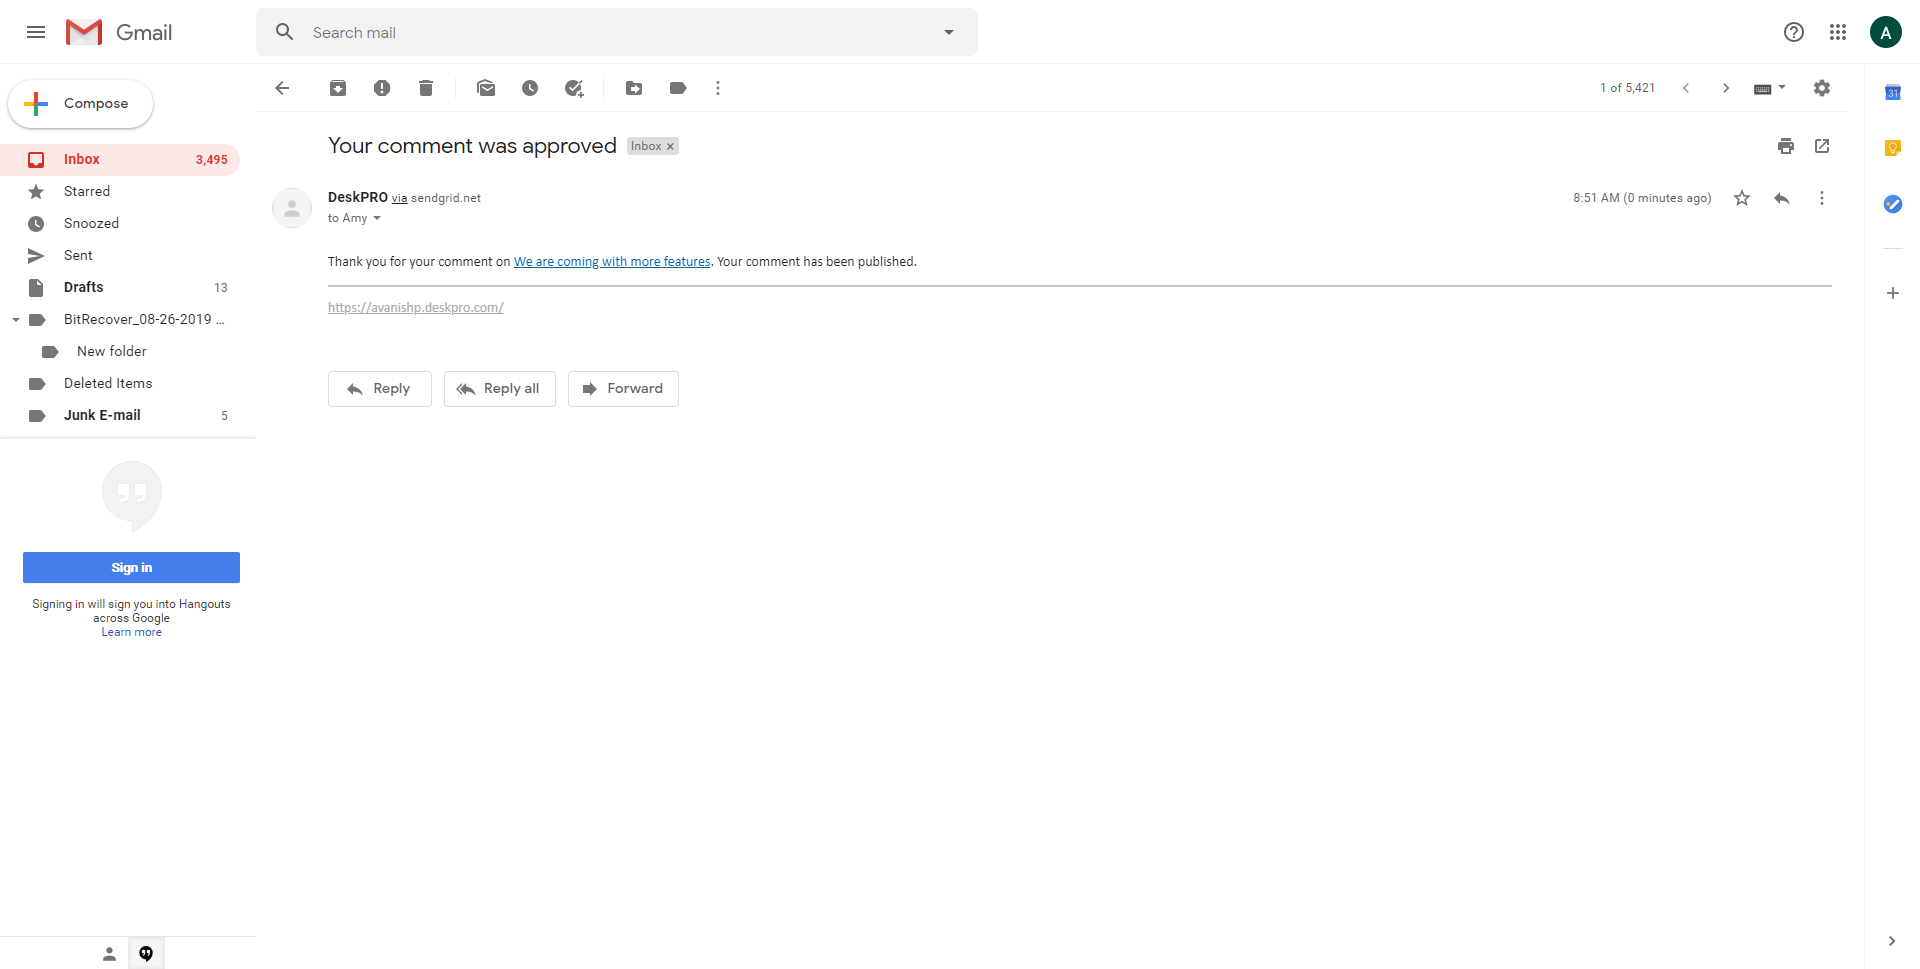 Gmail
Search mail
A
Compose
1 of 5,421
31
Your comment was approved
Inbox x
Inbox 3,495
Starred
Snoozed
Sent
Drafts 13
BitRecover_08-26-2019 ...
New folder
Deleted Items
Junk E-mail 5
DeskPRO via sendgrid.net
8:51 AM (0 minutes ago)
to Amy
Thank you for your comment on We are coming with more features. Your comment has been published.
https://avanishp.deskpro.com/
Reply
Reply all
Forward
Sign in
Signing in will sign you into Hangouts
across Google
Learn more